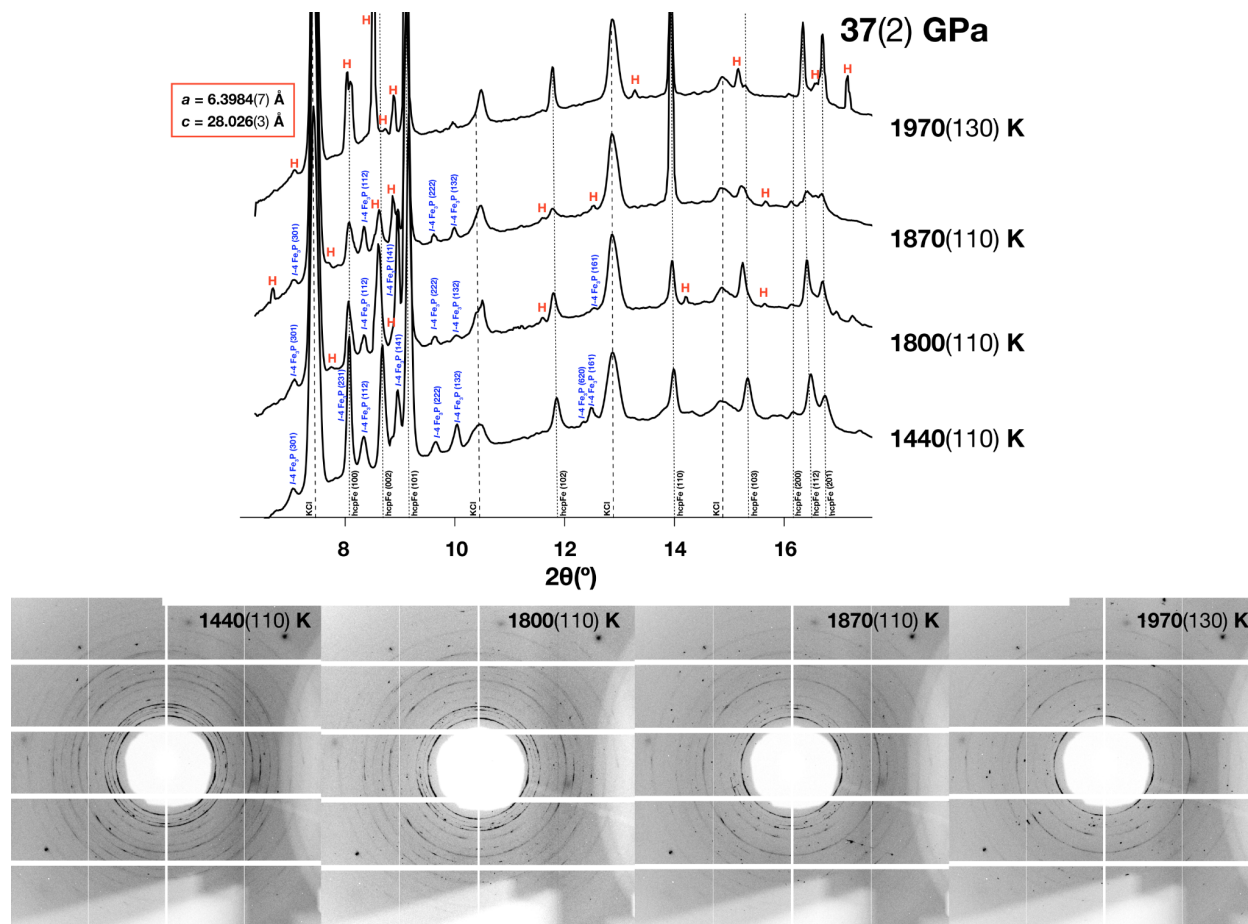 37(2) GPa
a = 6.3984(7) Å
c = 28.026(3) Å
H
H
H
H
H
H
H
H
H
1970(130) K
I-4 Fe3P (301)
H
I-4 Fe3P (112)
H
H
I-4 Fe3P (222)
I-4 Fe3P (132)
H
H
H
1870(110) K
H
I-4 Fe3P (301)
H
I-4 Fe3P (112)
I-4 Fe3P (141)
H
I-4 Fe3P (222)
I-4 Fe3P (132)
H
I-4 Fe3P (161)
H
H
1800(110) K
I-4 Fe3P (301)
I-4 Fe3P (231)
I-4 Fe3P (112)
I-4 Fe3P (141)
I-4 Fe3P (222)
I-4 Fe3P (132)
I-4 Fe3P (620)
I-4 Fe3P (161)
1440(110) K
KCl
hcpFe (100)
hcpFe (002)
hcpFe (101)
KCl
hcpFe (102)
KCl
hcpFe (110)
KCl
hcpFe (103)
hcpFe (200)
hcpFe (112)
hcpFe (201)
8 10 12 14 16
2θ(º)
1440(110) K
1800(110) K
1870(110) K
1970(130) K